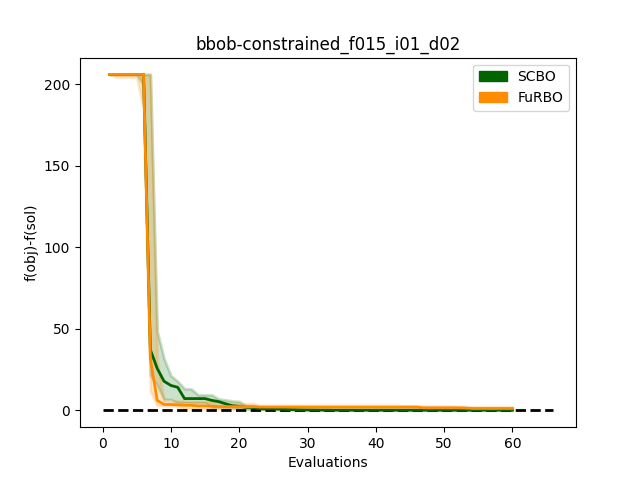 bbob-constrained_f015_i01_d02
SCBO
FuRBO
f(obj)-f(sol)
200
150
100
50
0
0 10 20 30 40 50 60
Evaluations